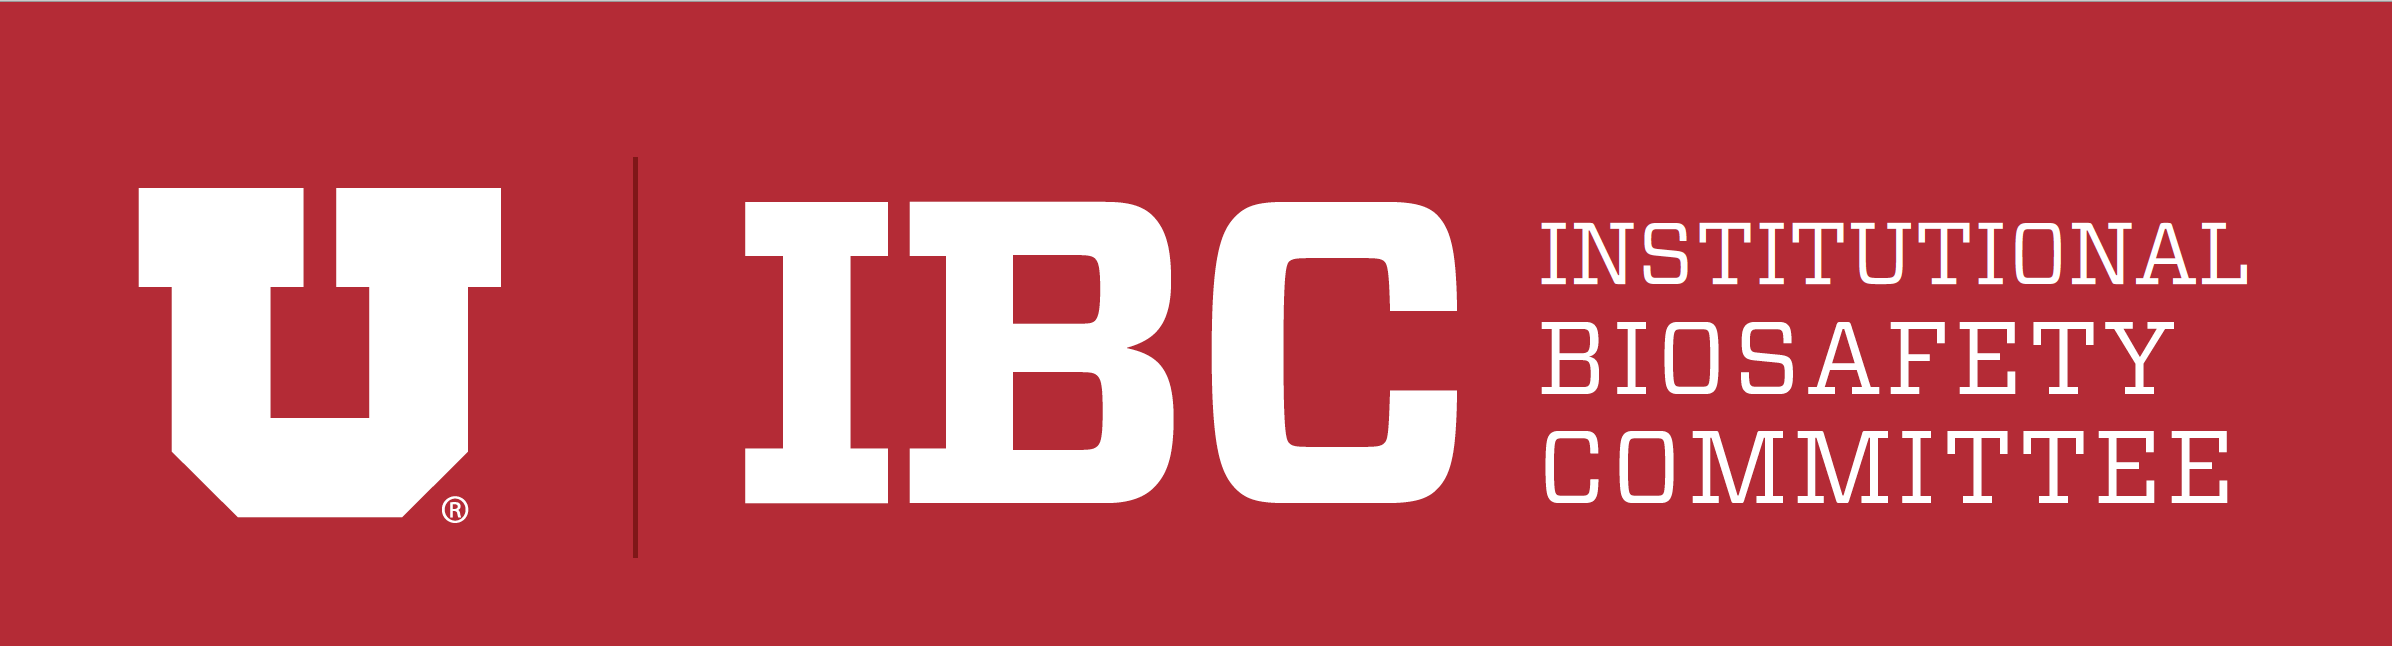 U®
IBC
INSTITUTIONAL
BIOSAFETY
COMMITTEE